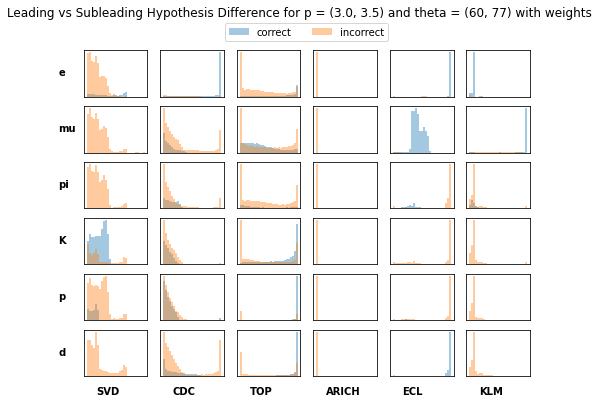 Leading vs Subleading Hypothesis Difference for p = (3.0, 3.5) and theta = (60, 77) with weights
correct incorrect
e
mu
pi
K
p
d
SVD CDC TOP ARICH ECL KLM